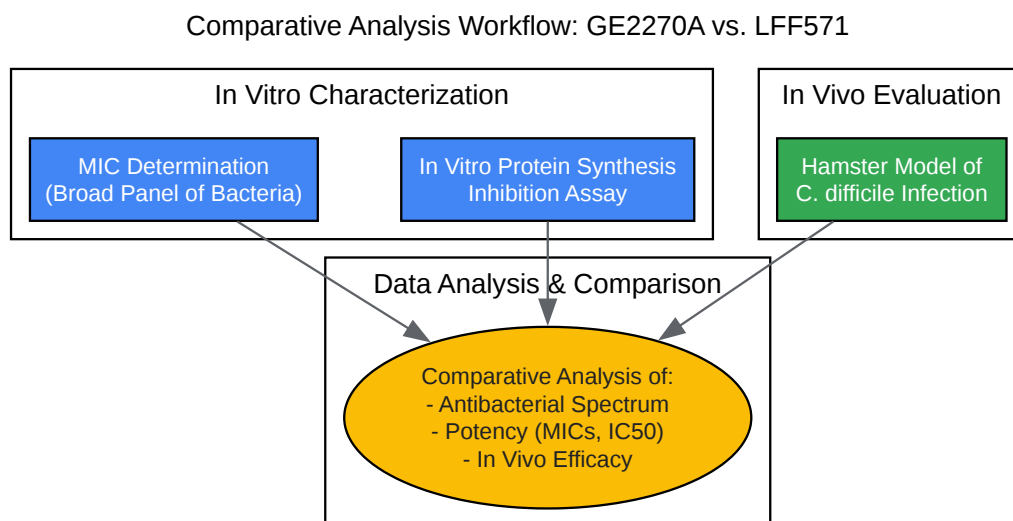 Comparative Analysis Workflow: GE2270A vs. LFF571
In Vitro Characterization
MIC Determination
(Broad Panel of Bacteria)
In Vitro Protein Synthesis
Inhibition Assay
In Vivo Evaluation
Hamster Model of
C. difficile Infection
Data Analysis & Comparison
Comparative Analysis of:
- Antibacterial Spectrum
- Potency (MICs, IC50)
- In Vivo Efficacy